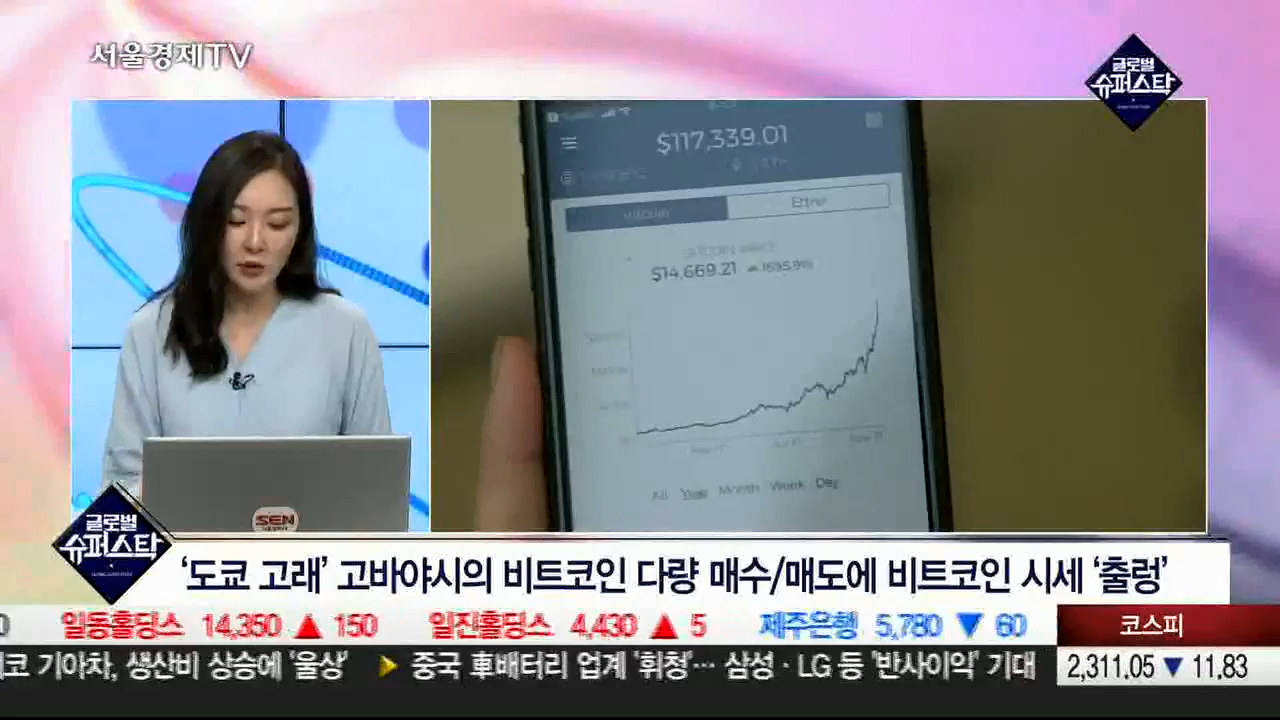 서울경제TV
글로벌
슈퍼스탁
$117,339.01
Ether
$14,669.21
All Year Month Week Day
SEN
글로벌
슈퍼스탁
'도쿄 고래' 고바야시의 비트코인 다량 매수/매도에 비트코인 시세 '출렁'
일동홀딩스 14,350 ▲ 150 일진홀딩스 4,430 ▲ 5 제주은행 5,780 ▼ 60
코스피
기아차, 생산비 상승에 '울상' ▶ 중국 車배터리 업계 '휘청'… 삼성·LG 등 '반사이익' 기대
2,311.05 ▼ 11.83